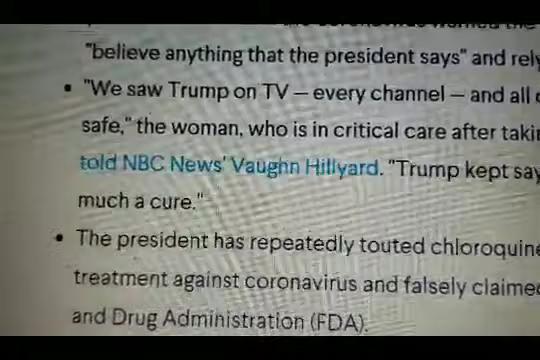 "believe anything that the president says" and rely
• "We saw Trump on TV — every channel — and all
safe," the woman, who is in critical care after
told NBC News' Vaughn Hillyard. "Trump kept
much a cure."
• The president has repeatedly touted chloroquine
treatment against coronavirus and falsely claimed
and Drug Administration (FDA).